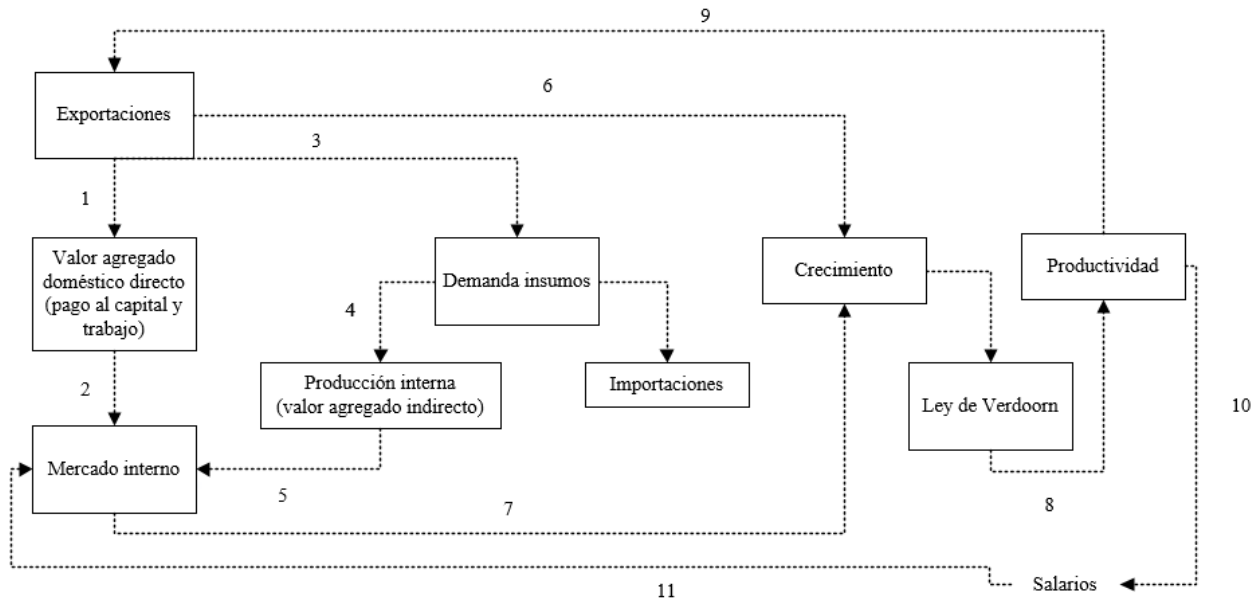 9
Exportaciones
6
3
1
Valor agregado
doméstico directo
(pago al capital y
trabajo)
Demanda insumos
Crecimiento
Productividad
4
2
Producción interna
(valor agregado indirecto)
Importaciones
Ley de Verdoorn
10
Mercado interno
5
7
8
Salarios
11